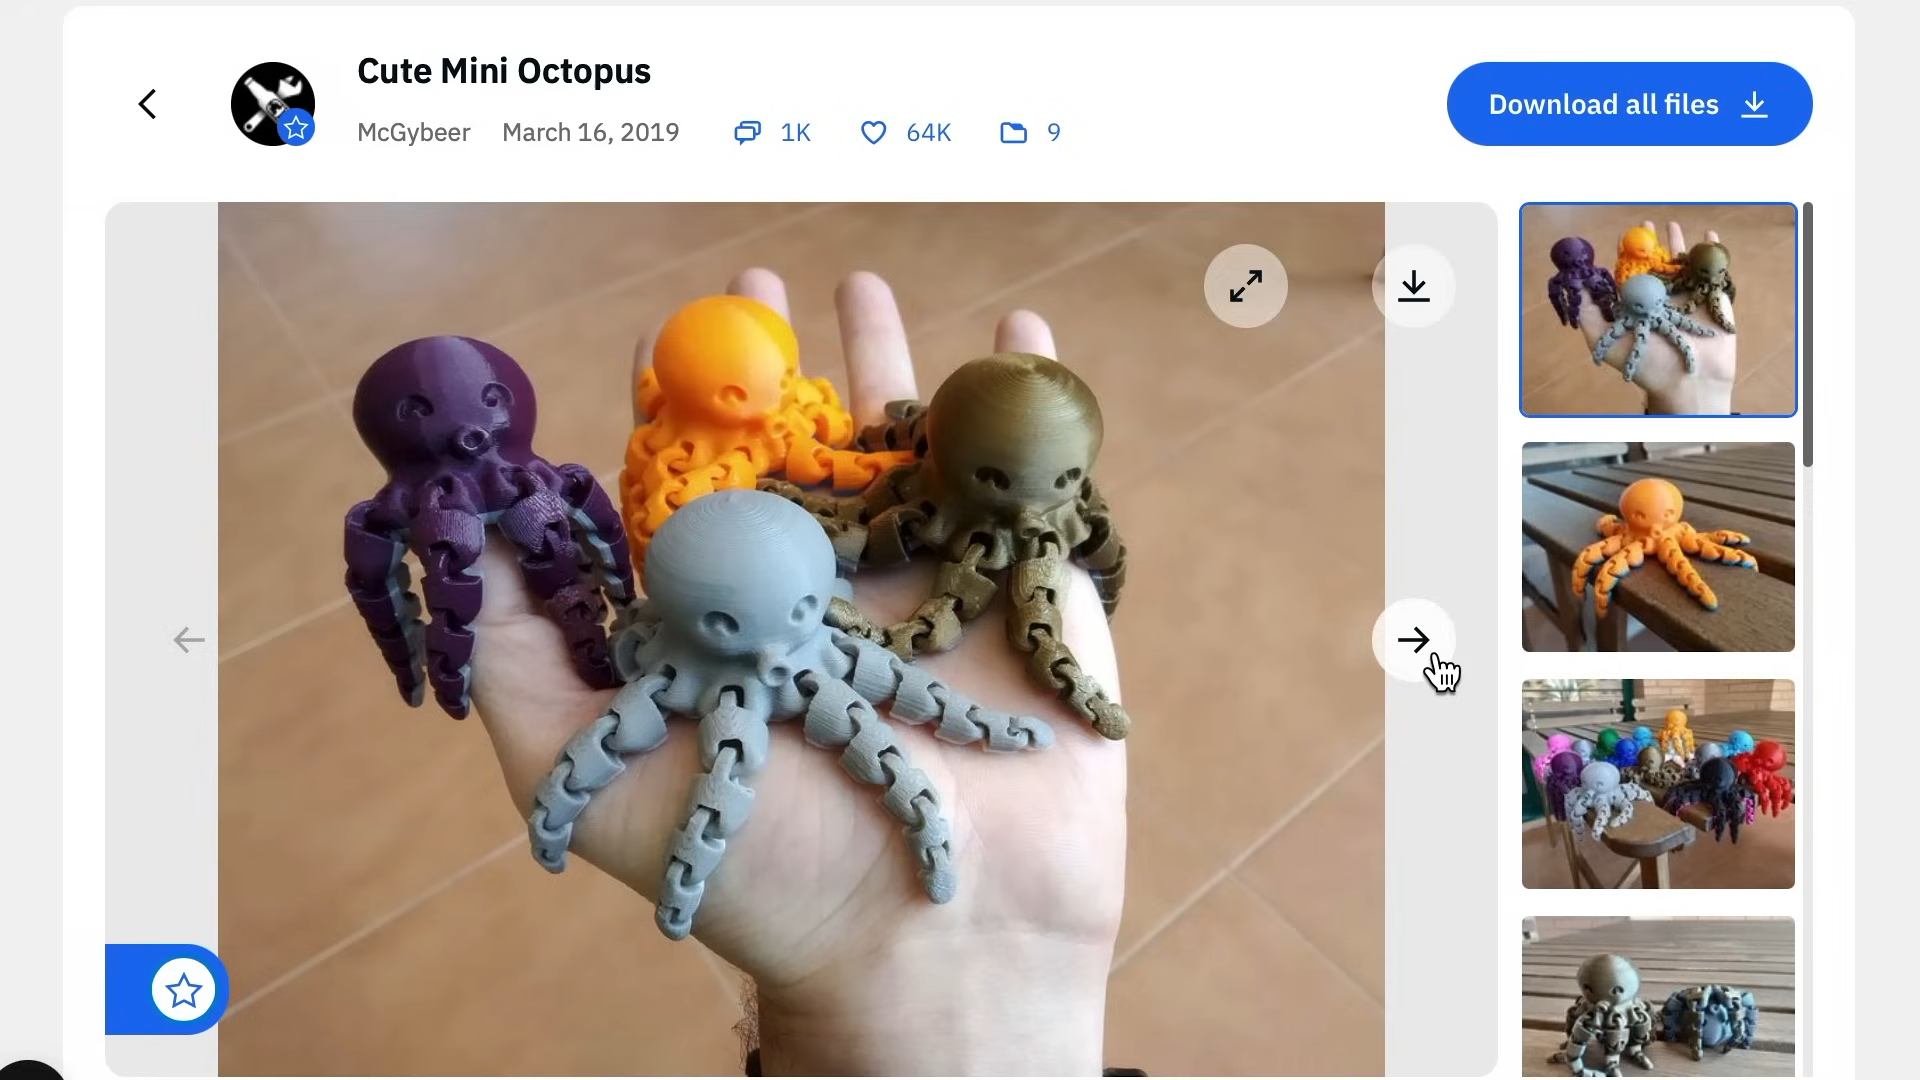 Cute Mini Octopus
McGybeer March 16, 2019 1K 64K 9
Download all files